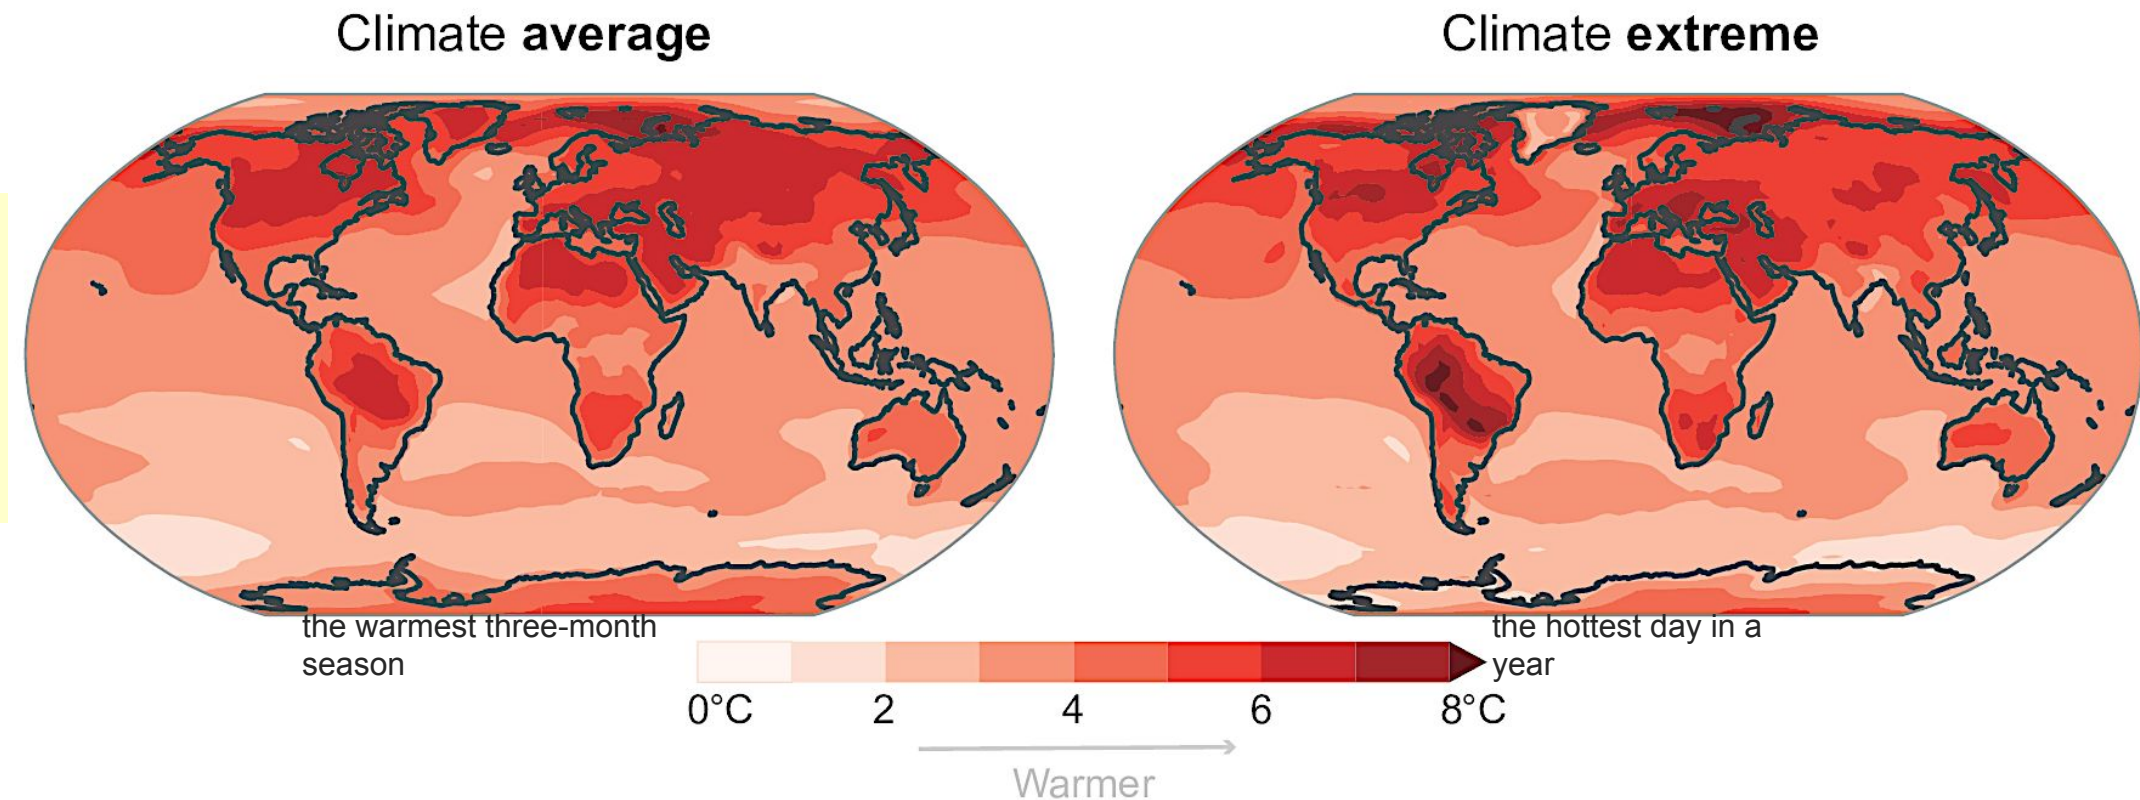 Climate average
Climate extreme
the warmest three-month
season
the hottest day in a
year
0°C 2 4 6 8°C
Warmer